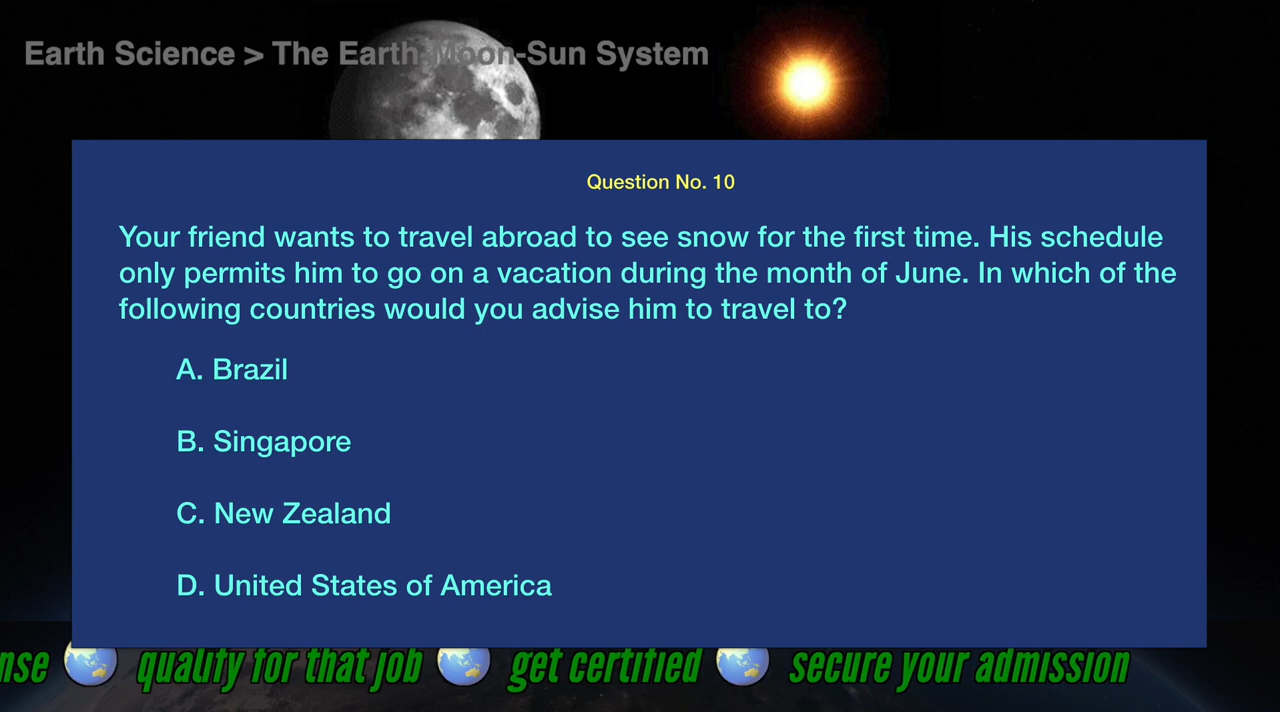 Earth Science > The Earth-Moon-Sun System
Question No. 10
Your friend wants to travel abroad to see snow for the first time. His schedule
only permits him to go on a vacation during the month of June. In which of the
following countries would you advise him to travel to?
A. Brazil
B. Singapore
C. New Zealand
D. United States of America
qualify for that job get certified secure your admission